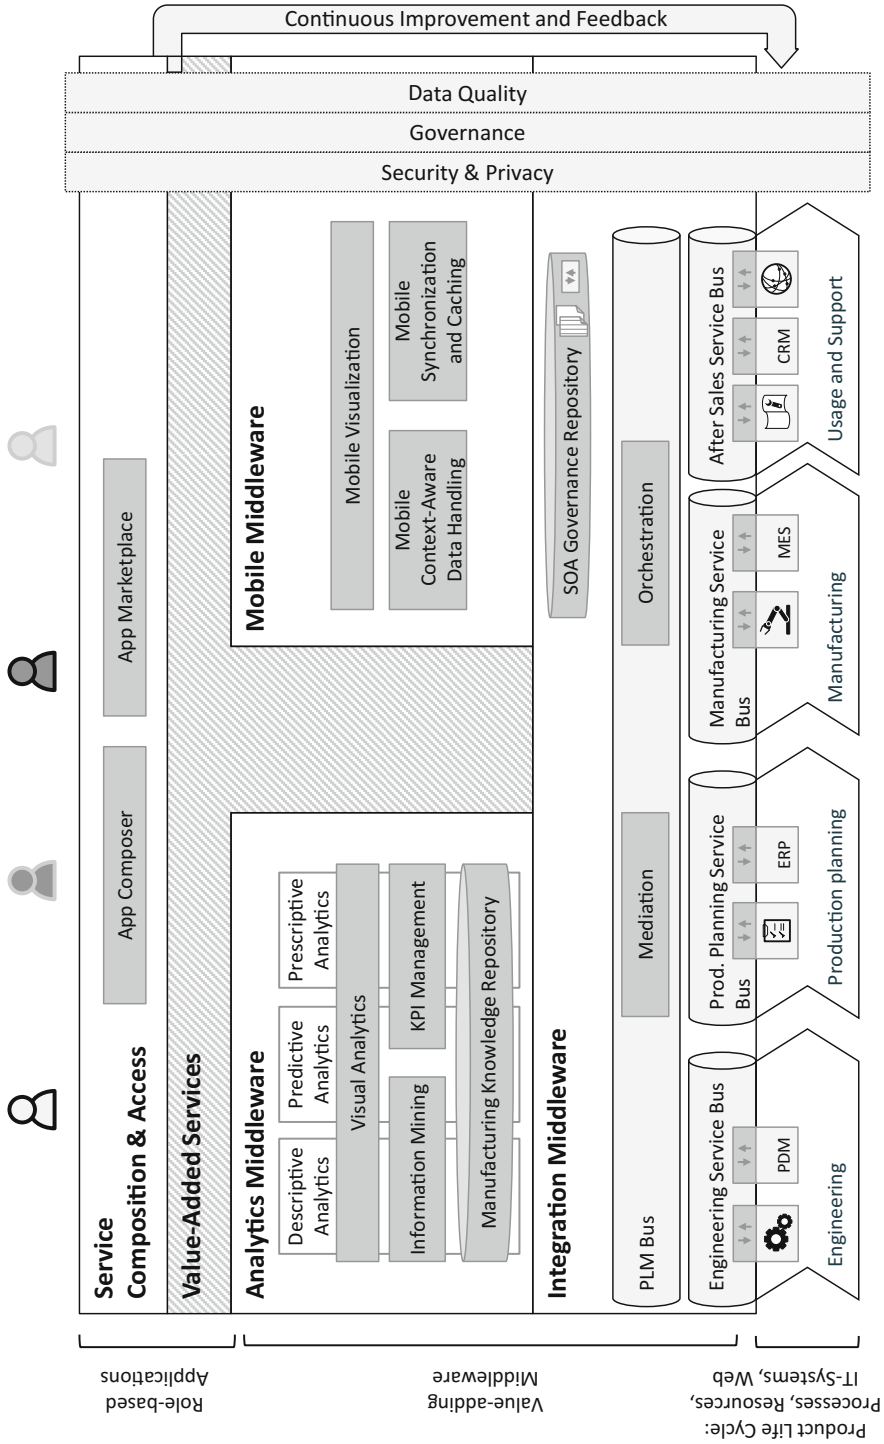 Continuous Improvement and Feedback
Data Quality
Governance
Security & Privacy
Role-based
Applications
Service
Composition & Access
App Composer
App Marketplace
Value-Added Services
Value-adding
Middleware
Analytics Middleware
Descriptive
Analytics
Predictive
Analytics
Prescriptive
Analytics
Visual Analytics
Information Mining
KPI Management
Manufacturing Knowledge Repository
Mobile Middleware
Mobile Visualization
Mobile
Context-Aware
Data Handling
Mobile
Synchronization
and Caching
Integration Middleware
SOA Governance Repository
PLM Bus
Mediation
Orchestration
Engineering Service Bus
Prod. Planning Service
Bus
Manufacturing Service
Bus
After Sales Service Bus
PDM
ERP
MES
CRM
Product Life Cycle:
Processes, Resources,
IT-Systems, Web
Engineering
Production planning
Manufacturing
Usage and Support